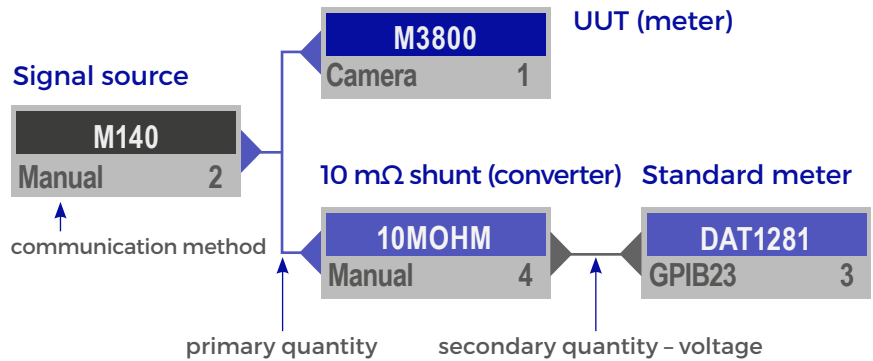 UUT (meter)
M3800
Camera 1
Signal source
M140
Manual 2
communication method
10 mΩ shunt (converter)
10MOHM
Manual 4
Standard meter
DAT1281
GPIB23 3
primary quantity
secondary quantity – voltage